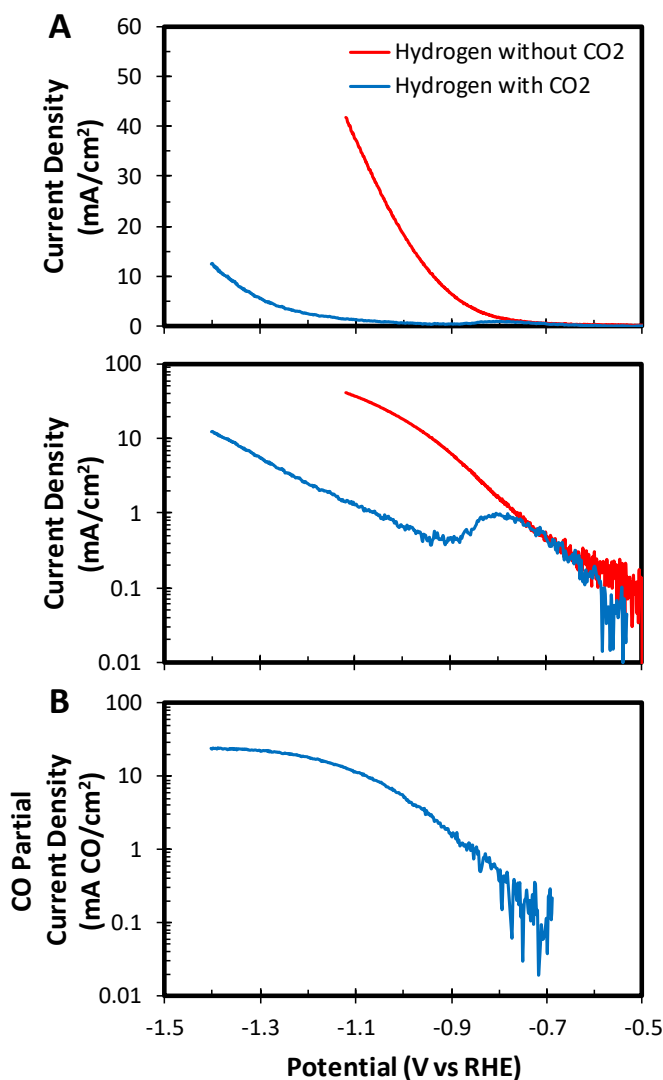 A
60
50
40
30
20
10
0
Current Density
(mA/cm²)
Hydrogen without CO2
Hydrogen with CO2
100
10
1
0.1
0.01
Current Density
(mA/cm²)
B
100
10
1
0.1
0.01
CO Partial
Current Density
(mA CO/cm²)
-1.5 -1.3 -1.1 -0.9 -0.7 -0.5
Potential (V vs RHE)